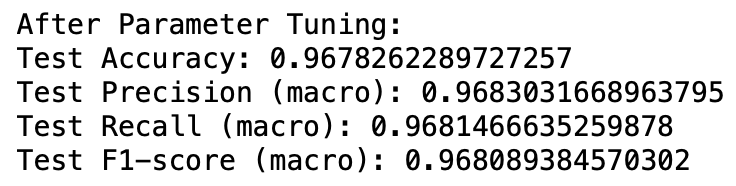 After Parameter Tuning:
Test Accuracy: 0.9678262289727257
Test Precision (macro): 0.9683031668963795
Test Recall (macro): 0.9681466635259878
Test F1-score (macro): 0.968089384570302